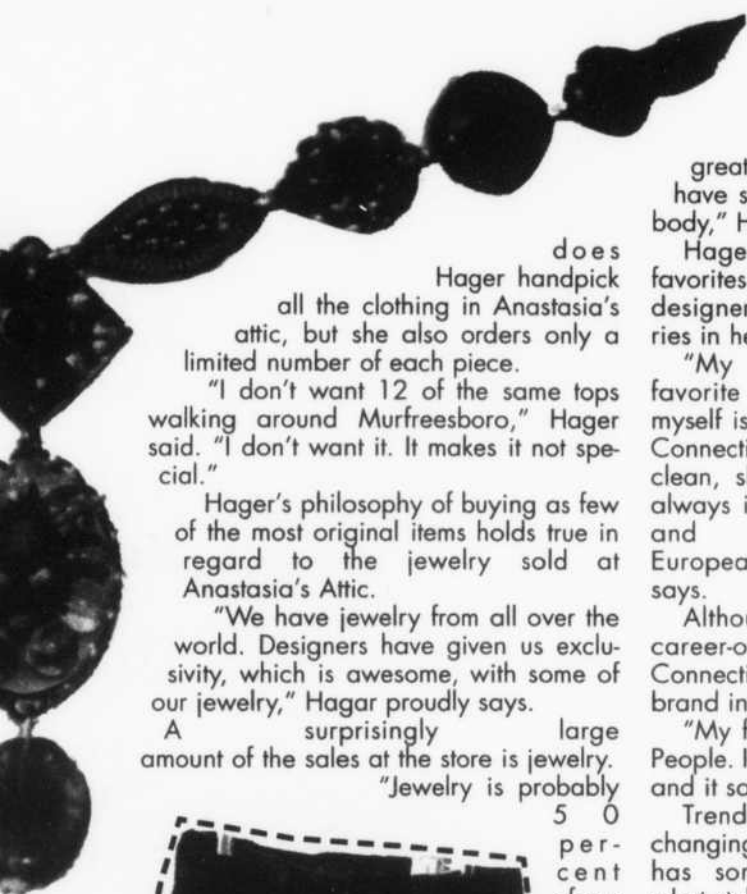 does
Hager handpick
all the clothing in Anastasia's
attic, but she also orders only a
limited number of each piece.
"I don't want 12 of the same tops
walking around Murfreesboro," Hager
said. "I don't want it. It makes it not spe-
cial."
Hager's philosophy of buying as few
of the most original items holds true in
regard to the jewelry sold at
Anastasia's Attic.
"We have jewelry from all over the
world. Designers have given us exclu-
sivity, which is awesome, with some of
our jewelry," Hagar proudly says.
A surprisingly large
amount of the sales at the store is jewelry.
"Jewelry is probably
5 0
per-
cent
great
have s
body," H
Hage
favorites
designer
ries in he
"My
favorite
myself is
Connecti
clean, s
always i
and
Europea
says.
Althou
career-o
Connecti
brand in
"My f
People. I
and it so
Trend
changing
has som